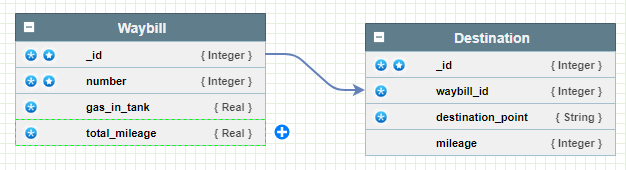 Waybill
_id { Integer }
number { Integer }
gas_in_tank { Real }
total_mileage { Real }
Destination
_id { Integer }
waybill_id { Integer }
destination_point { String }
mileage { Integer }